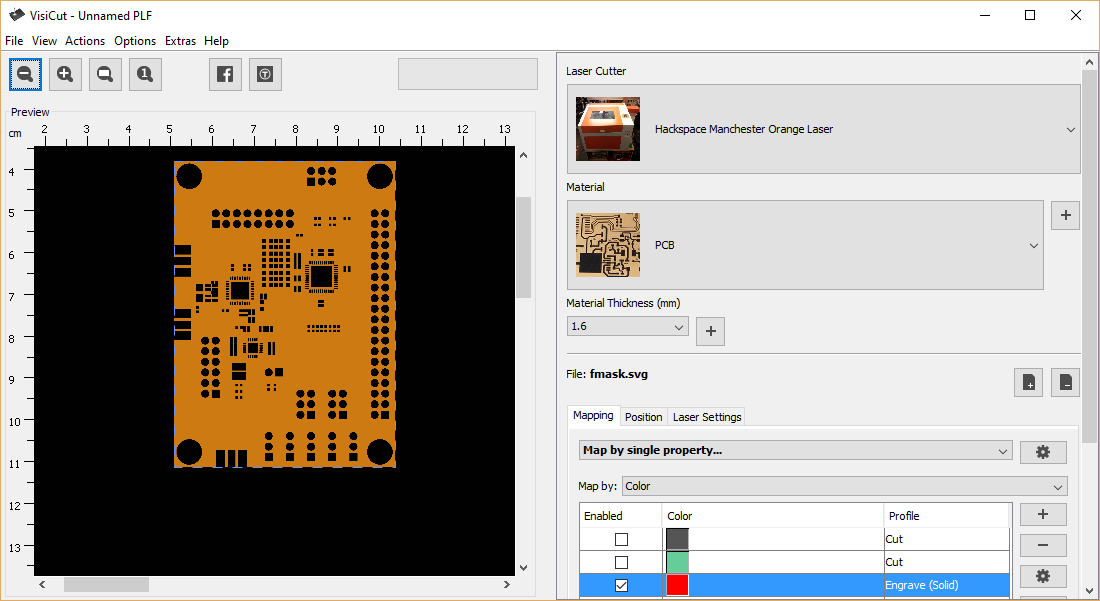 VisiCut - Unnamed PLF
File View Actions Options Extras Help
1
Preview
cm 2 3 4 5 6 7 8 9 10 11 12 13
4
5
6
7
8
9
10
11
12
13
Laser Cutter
Hackspace Manchester Orange Laser
Material
PCB
Material Thickness (mm)
1.6
File: fmask.svg
Mapping Position Laser Settings
Map by single property...
Map by: Color
Enabled Color Profile
Cut
Cut
Engrave (Solid)